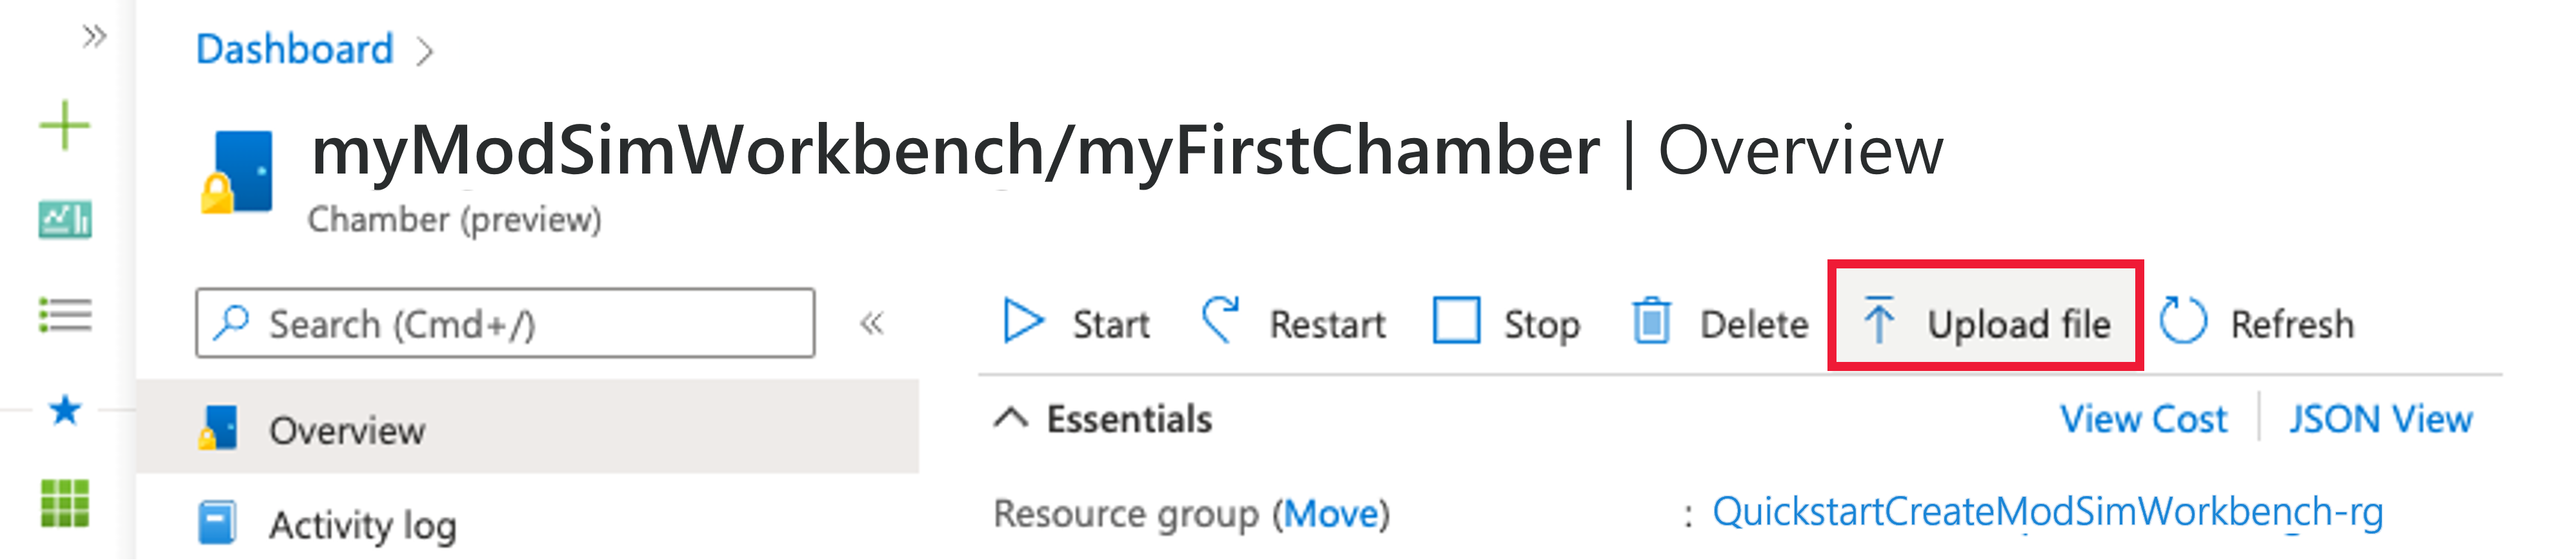 Dashboard
myModSimWorkbench/myFirstChamber | Overview
Chamber (preview)
Search (Cmd+/)
Start Restart Stop Delete Upload file Refresh
Overview
Activity log
Essentials
View Cost JSON View
Resource group (Move) : QuickstartCreateModSimWorkbench-rg